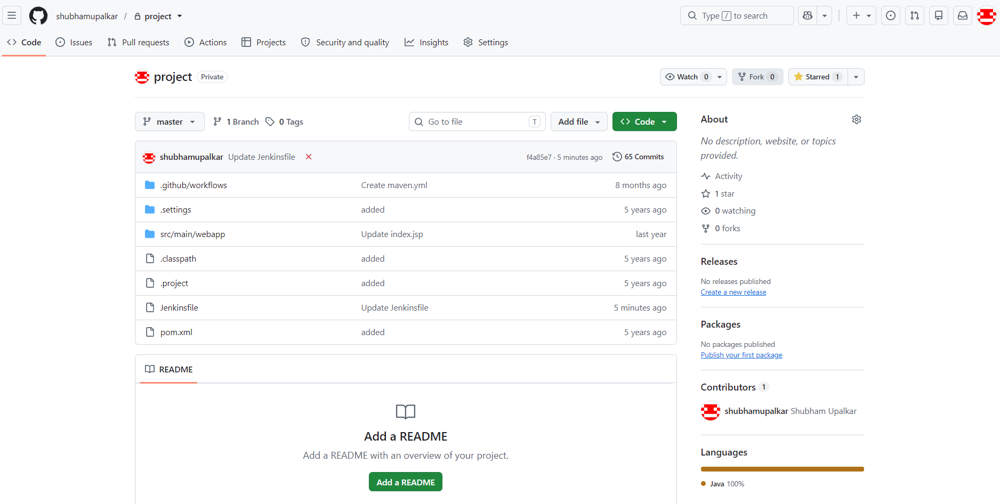 shubhamupalkar / project
Type / to search
Code Issues Pull requests Actions Projects Security and quality Insights Settings
project Private
Watch 0 Fork 0 Starred 1
master 1 Branch 0 Tags
Go to file T Add file Code
shubhamupalkar Update Jenkinsfile f4a85e7 · 5 minutes ago 65 Commits
.github/workflows Create maven.yml 8 months ago
.settings added 5 years ago
src/main/webapp Update index.jsp last year
.classpath added 5 years ago
.project added 5 years ago
Jenkinsfile Update Jenkinsfile 5 minutes ago
pom.xml added 5 years ago
README
Add a README
Add a README with an overview of your project.
Add a README
About
No description, website, or topics
provided.
Activity
1 star
0 watching
0 forks
Releases
No releases published
Create a new release
Packages
No packages published
Publish your first package
Contributors 1
shubhamupalkar Shubham Upalkar
Languages
Java 100%